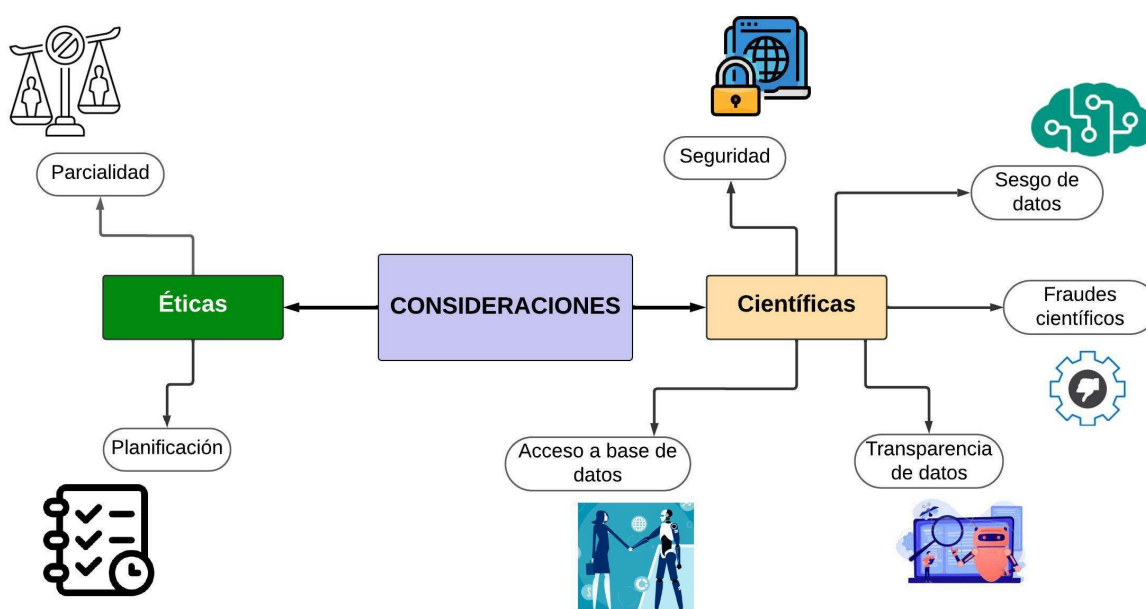 Parcialidad
Seguridad
Sesgo de
datos
Éticas
CONSIDERACIONES
Científicas
Fraudes
científicos
Planificación
Acceso a base de
datos
Transparencia
de datos